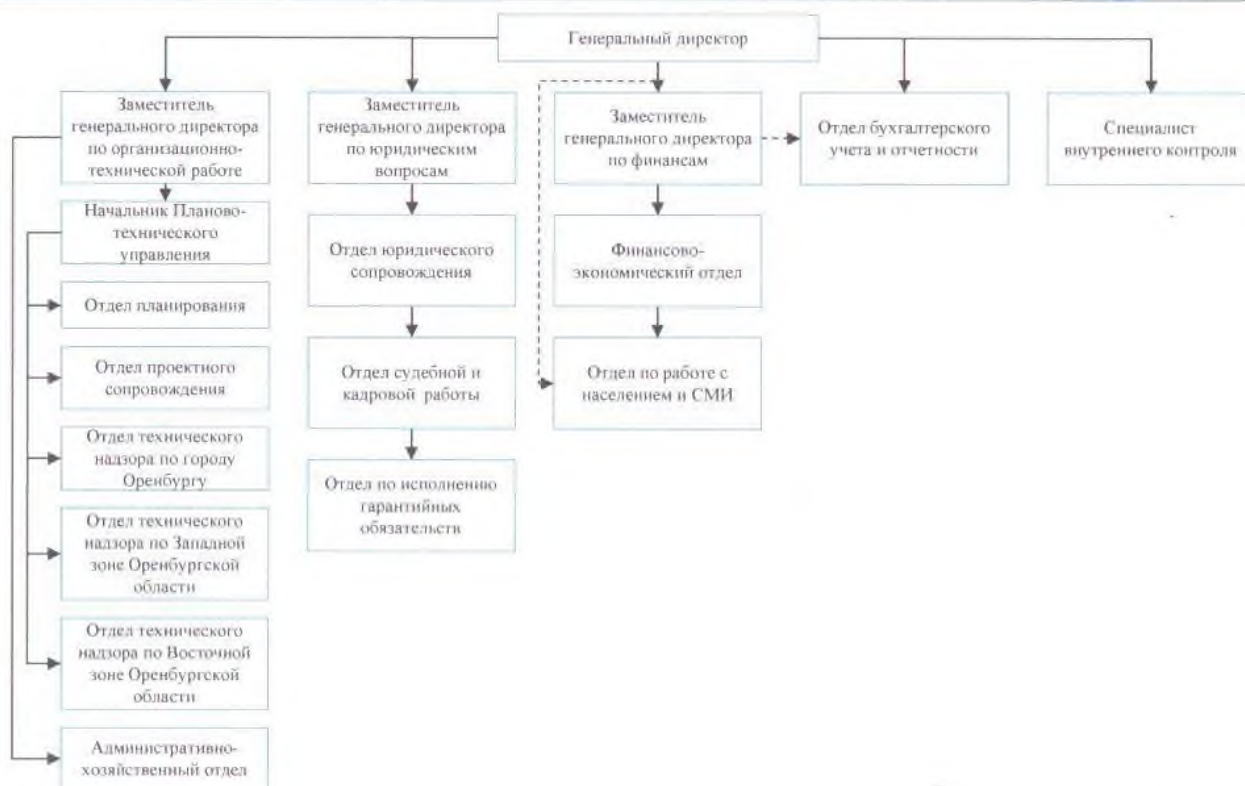 Генеральный директор
Заместитель
генерального директора
по организационно-
технической работе
Заместитель
генерального директора
по юридическим
вопросам
Заместитель
генерального директора
по финансам
Отдел бухгалтерского
учета и отчетности
Специалист
внутреннего контроля
Начальник Планово-
технического
управления
Отдел юридического
сопровождения
Финансово-
экономический отдел
Отдел планирования
Отдел проектного
сопровождения
Отдел судебной и
кадровой работы
Отдел по работе с
населением и СМИ
Отдел технического
надзора по городу
Оренбургу
Отдел по исполнению
гарантийных
обязательств
Отдел технического
надзора по Западной
зоне Оренбургской
области
Отдел технического
надзора по Восточной
зоне Оренбургской
области
Административно-
хозяйственный отдел